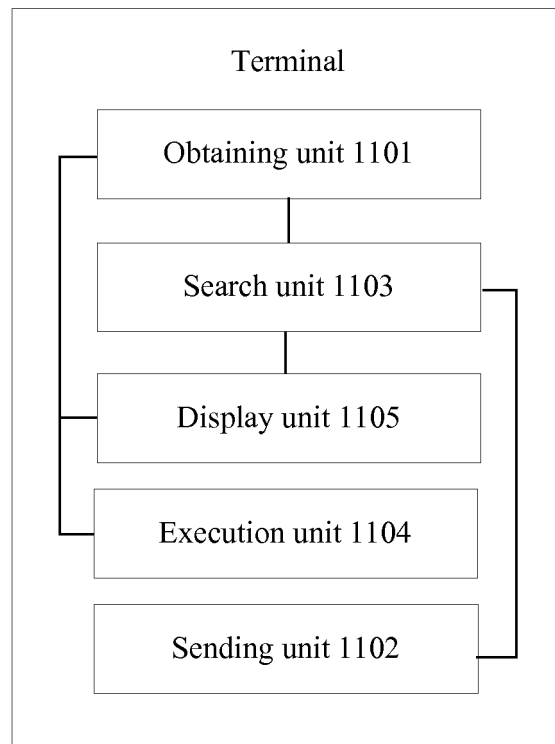 Terminal
Obtaining unit 1101
Search unit 1103
Display unit 1105
Execution unit 1104
Sending unit 1102